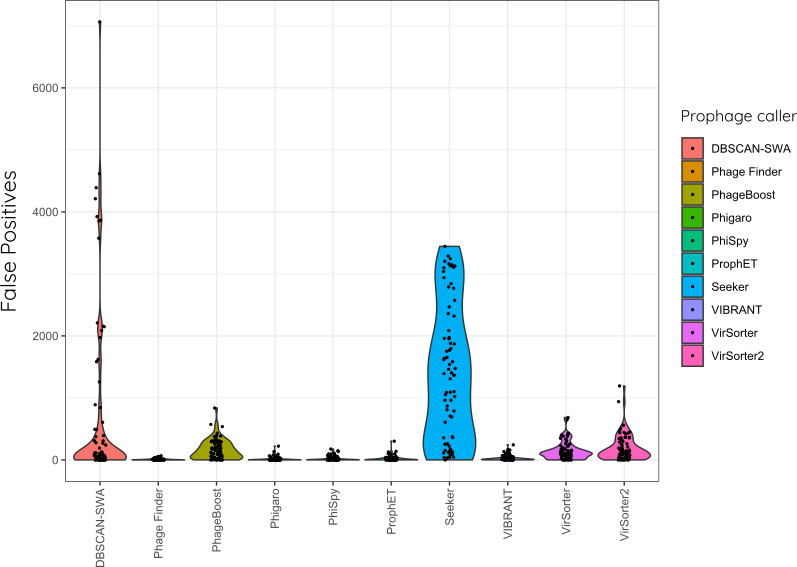 False Positives
6000
4000
2000
0
DBSCAN-SWA
Phage Finder
PhageBoost
Phigaro
PhiSpy
ProphET
Seeker
VIBRANT
VirSorter
VirSorter2
Prophage caller
DBSCAN-SWA
Phage Finder
PhageBoost
Phigaro
PhiSpy
ProphET
Seeker
VIBRANT
VirSorter
VirSorter2